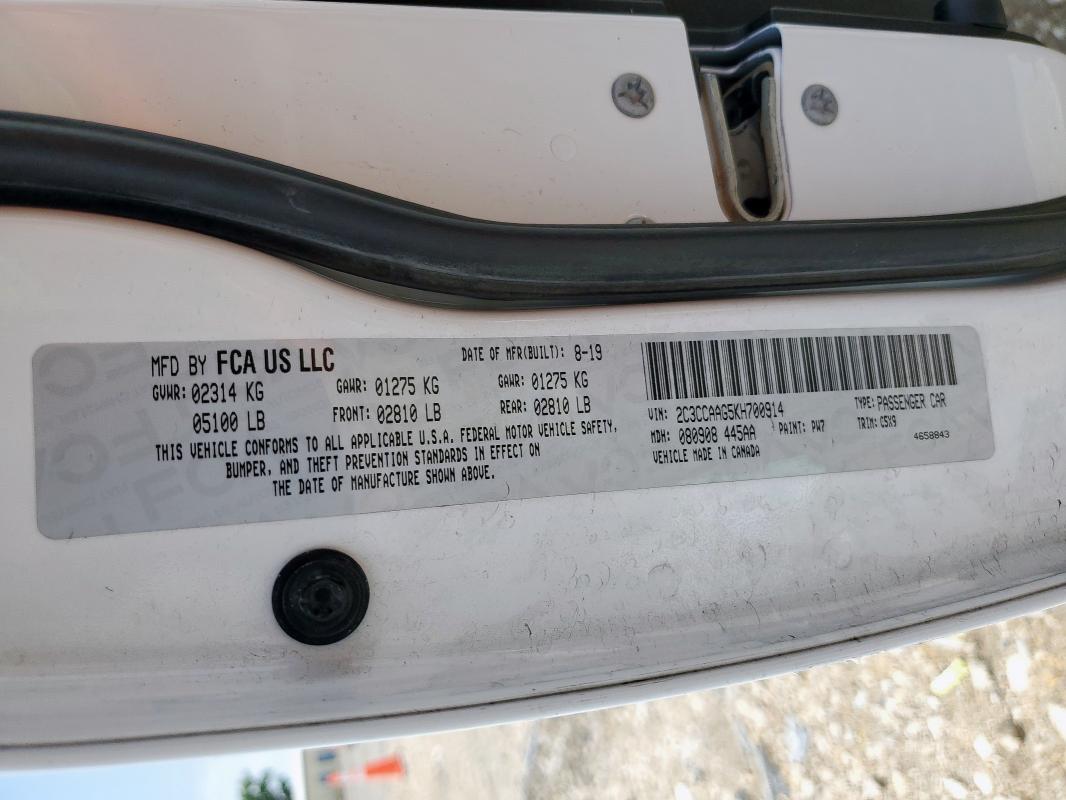 MFD BY FCA US LLC DATE OF MFR(BUILT): 8-19
GVWR: 02314 KG GAWR: 01275 KG GAWR: 01275 KG
05100 LB FRONT: 02810 LB REAR: 02810 LB
THIS VEHICLE CONFORMS TO ALL APPLICABLE U.S.A. FEDERAL MOTOR VEHICLE SAFETY,
BUMPER, AND THEFT PREVENTION STANDARDS IN EFFECT ON
THE DATE OF MANUFACTURE SHOWN ABOVE.
VIN: 2C3CCAAG5KH700914 TYPE: PASSENGER CAR
MDH: 080908 445AA PAINT: PW7 TRIM: C5X9
VEHICLE MADE IN CANADA 4658843